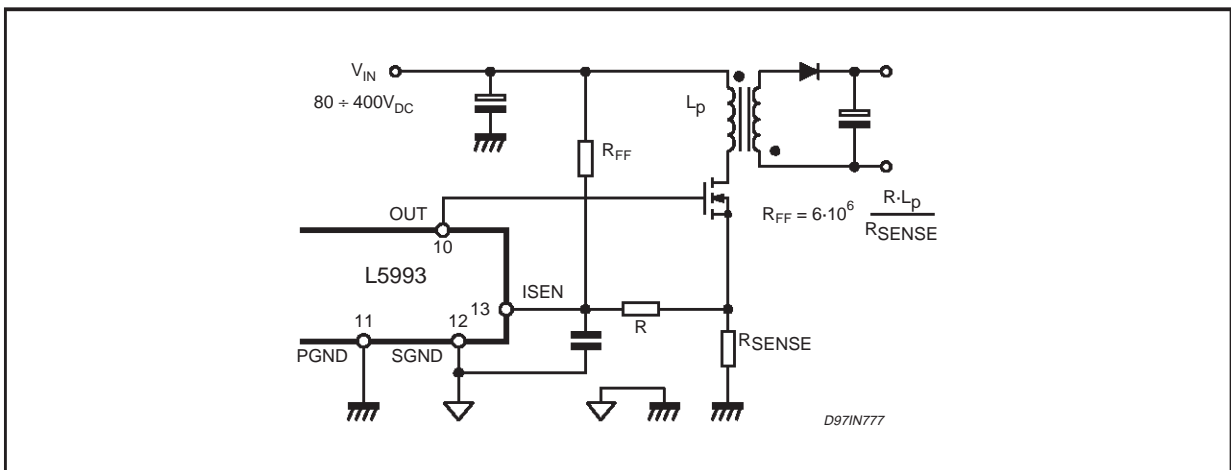 V_IN
80 ÷ 400V_DC
R_FF
L_p
R_FF = 6·10^6 R·L_p / R_SENSE
OUT
10
L5993
13
ISEN
R
11
12
PGND
SGND
R_SENSE
D97IN777